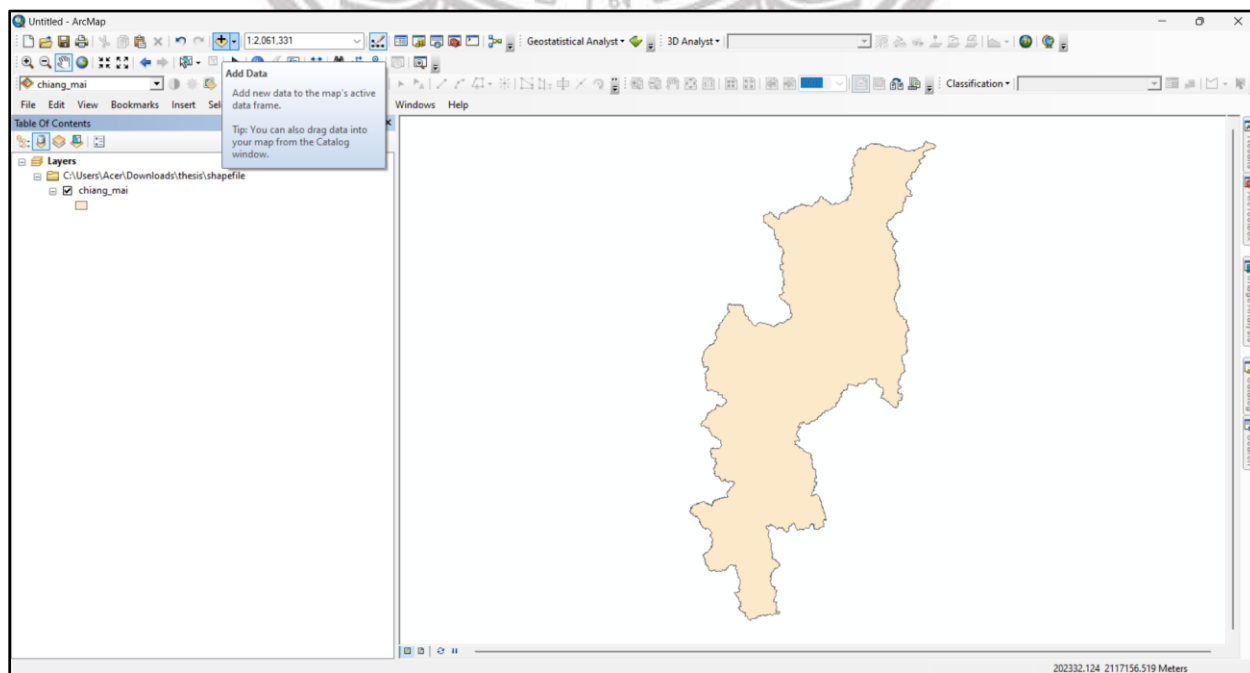 Untitled - ArcMap
1:2,061,331
Geostatistical Analyst
3D Analyst
Add Data
Add new data to the map's active
data frame.
Tip: You can also drag data into
your map from the Catalog
window.
chiang_mai
Classification
File Edit View Bookmarks Insert Sel
Windows Help
Table Of Contents
Layers
C:\Users\Acer\Downloads\thesis\shapefile
chiang_mai
202332.124 2117156.519 Meters